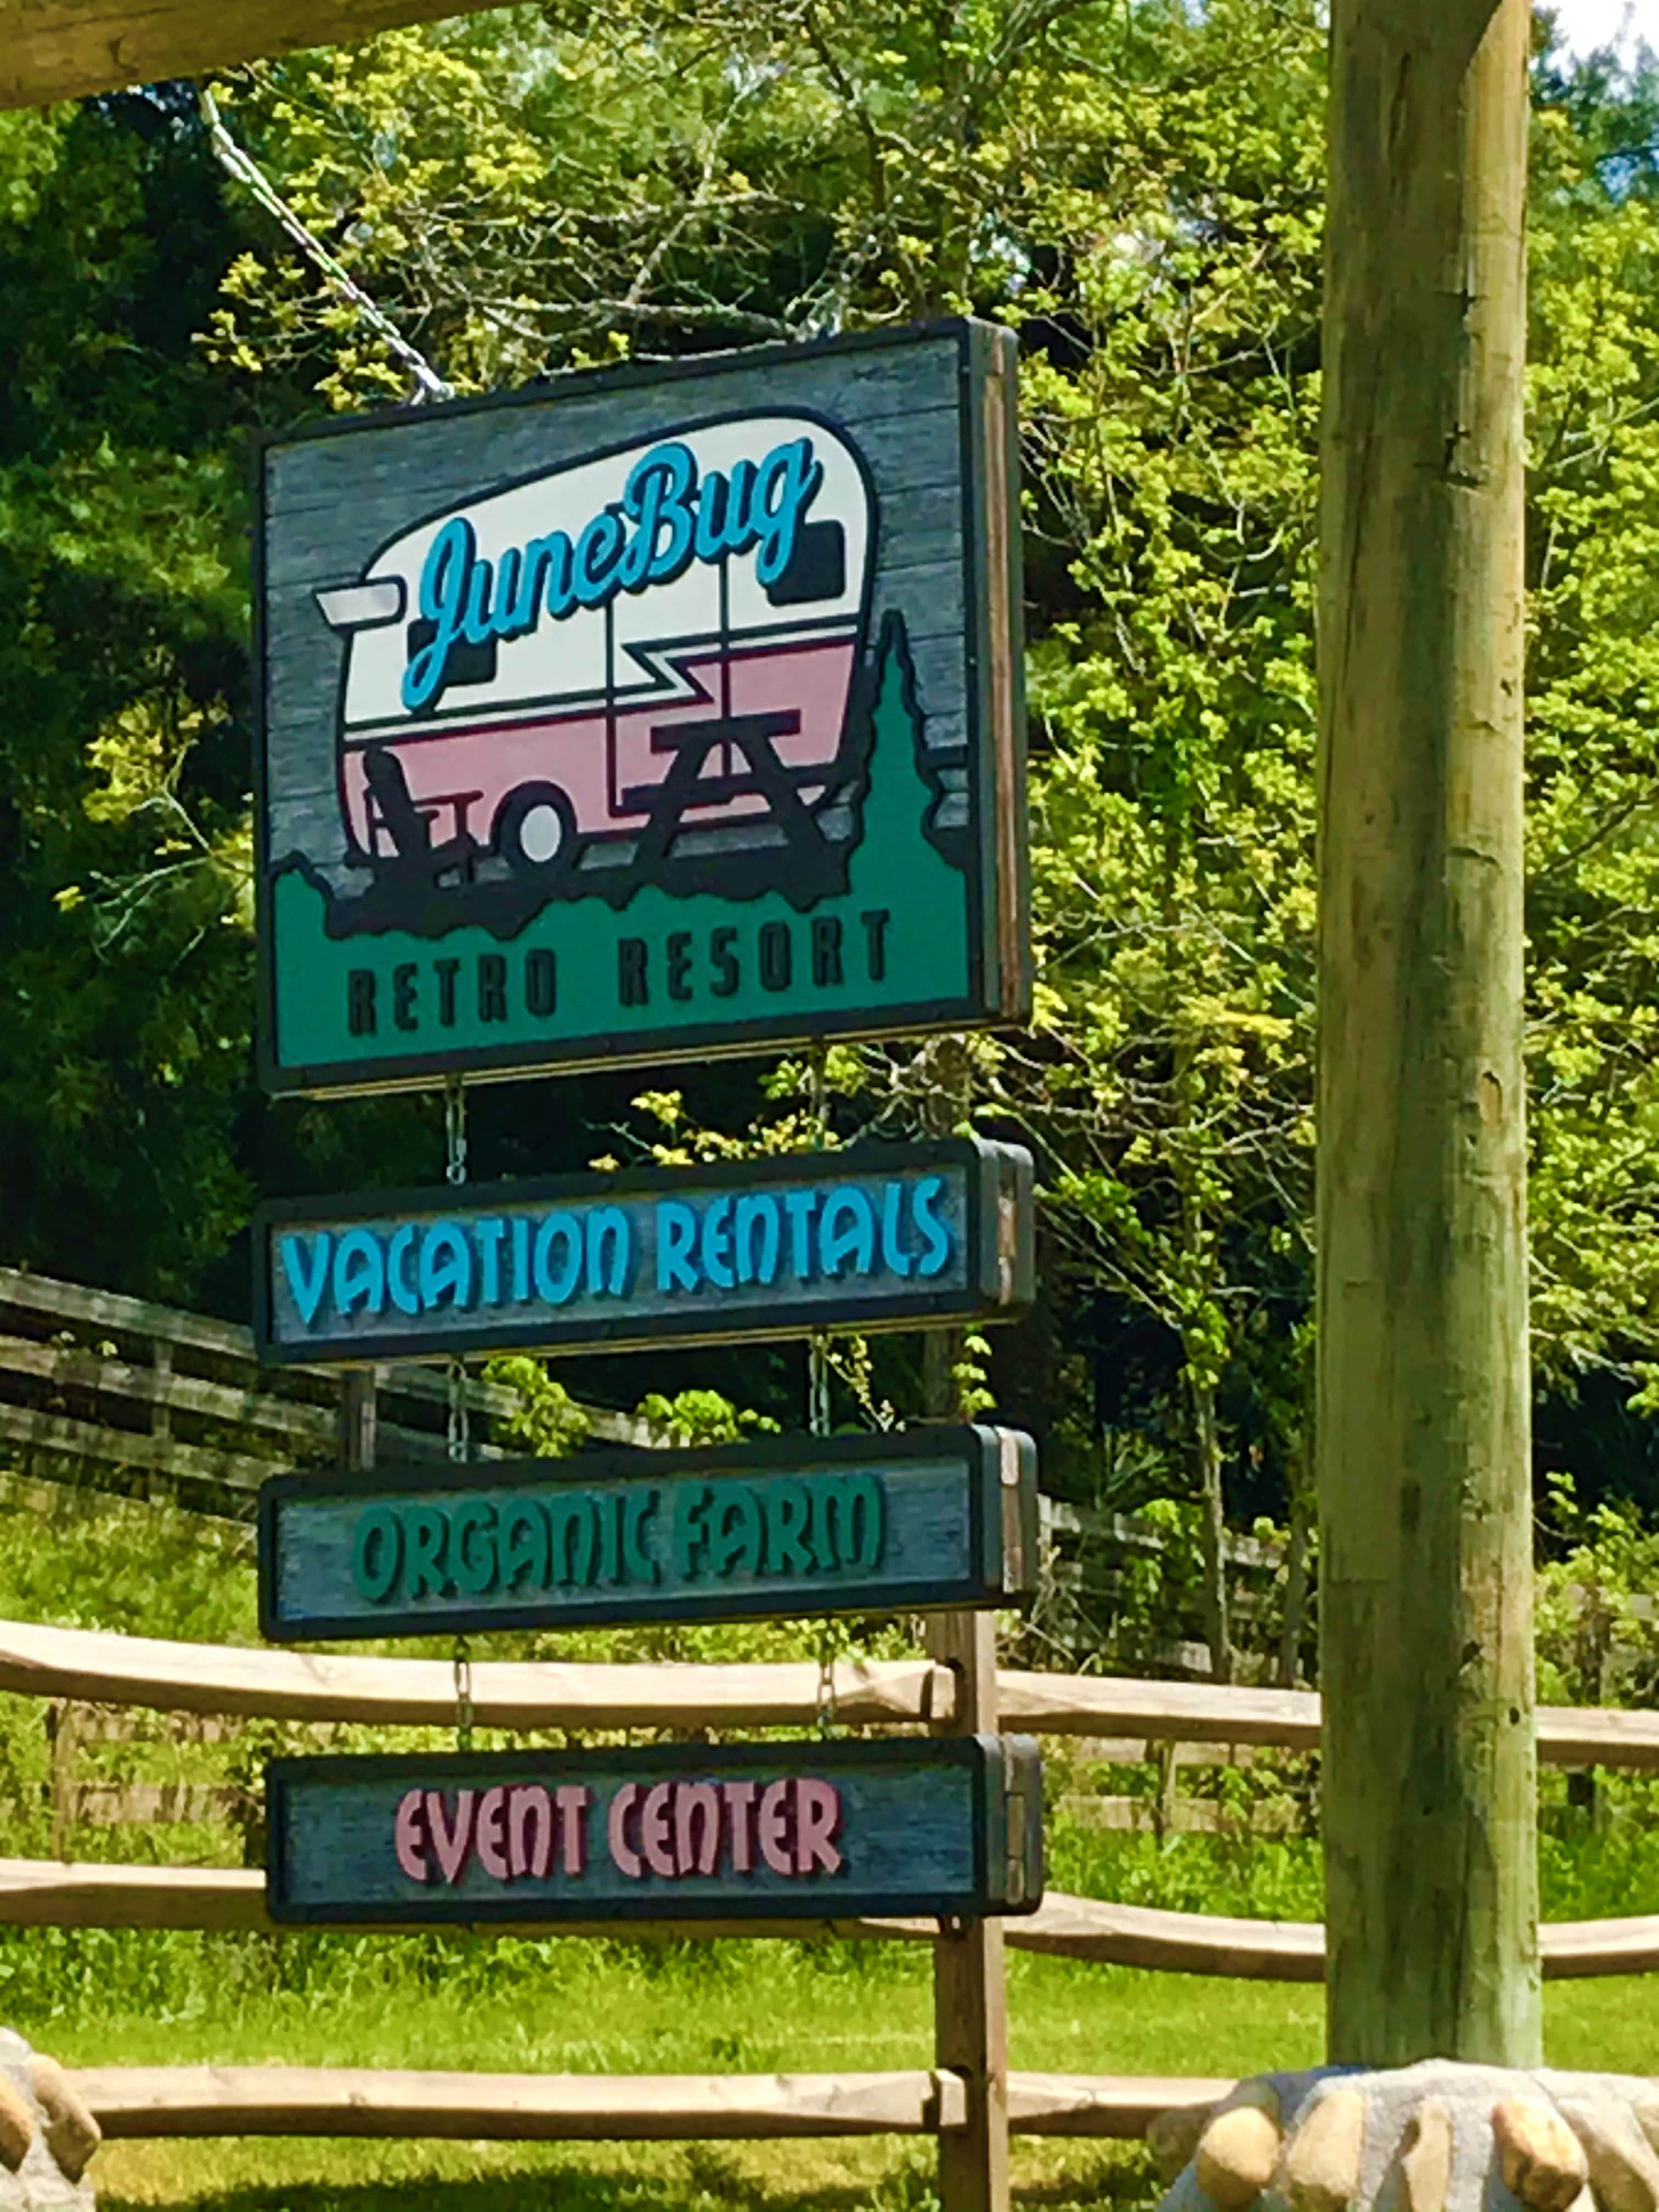 JuneBug
RETRO RESORT
VACATION RENTALS
ORGANIC FARM
EVENT CENTER